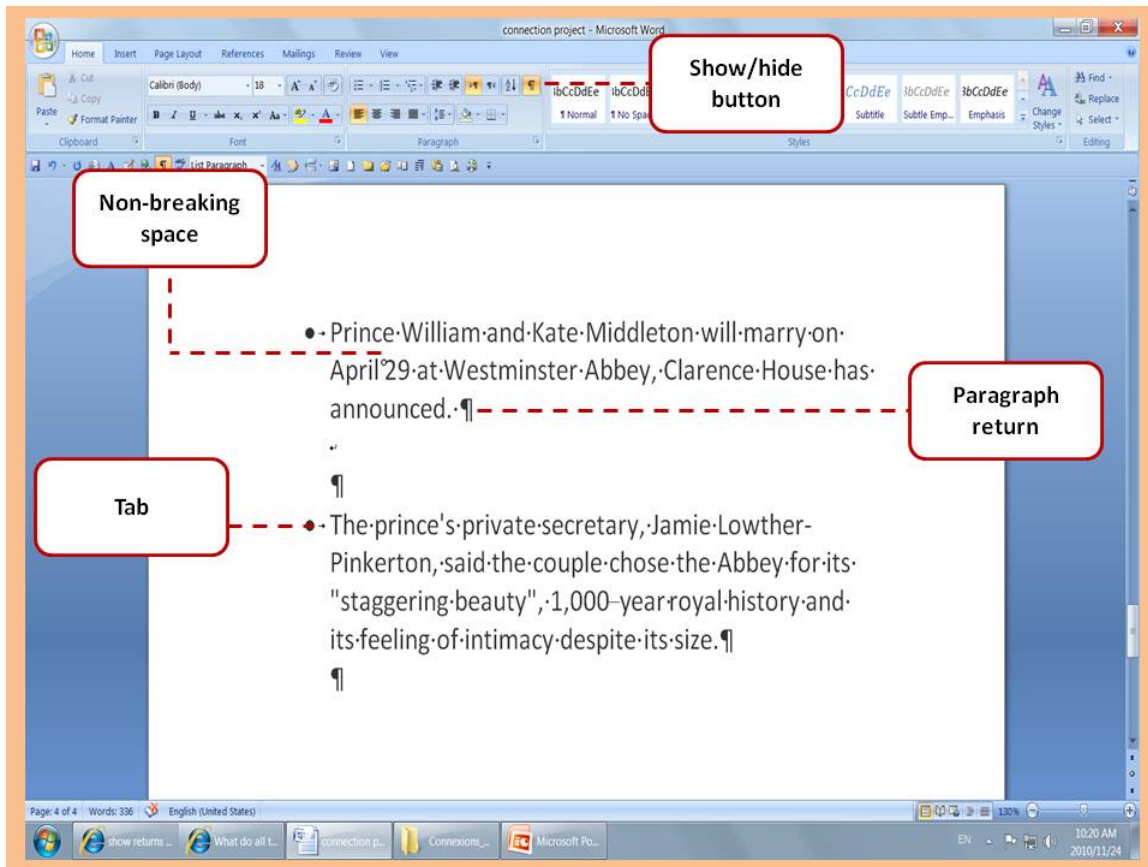 connection project - Microsoft Word
Home Insert Page Layout References Mailings Review View
Show/hide
button
Paste
Cut
Copy
Format Painter
Clipboard
Calibri (Body) 18
Font
Paragraph
¶ Normal
Subtitle
Subtle Emp...
Emphasis
Change
Styles
Styles
Find
Replace
Select
Editing
List Paragraph
Non-breaking
space
• Prince·William·and·Kate·Middleton·will·marry·on·
April°29·at·Westminster·Abbey,·Clarence·House·has·
announced.·¶
↵
¶
Paragraph
return
Tab
• The·prince's·private·secretary,·Jamie·Lowther-
Pinkerton,·said·the·couple·chose·the·Abbey·for·its·
"staggering·beauty",·1,000–year·royal·history·and·
its·feeling·of·intimacy·despite·its·size.¶
¶
Page: 4 of 4 Words: 336 English (United States) 130%
show returns ... What do all t... connection p... Connexions_... Microsoft Po... EN 10:20 AM
2010/11/24